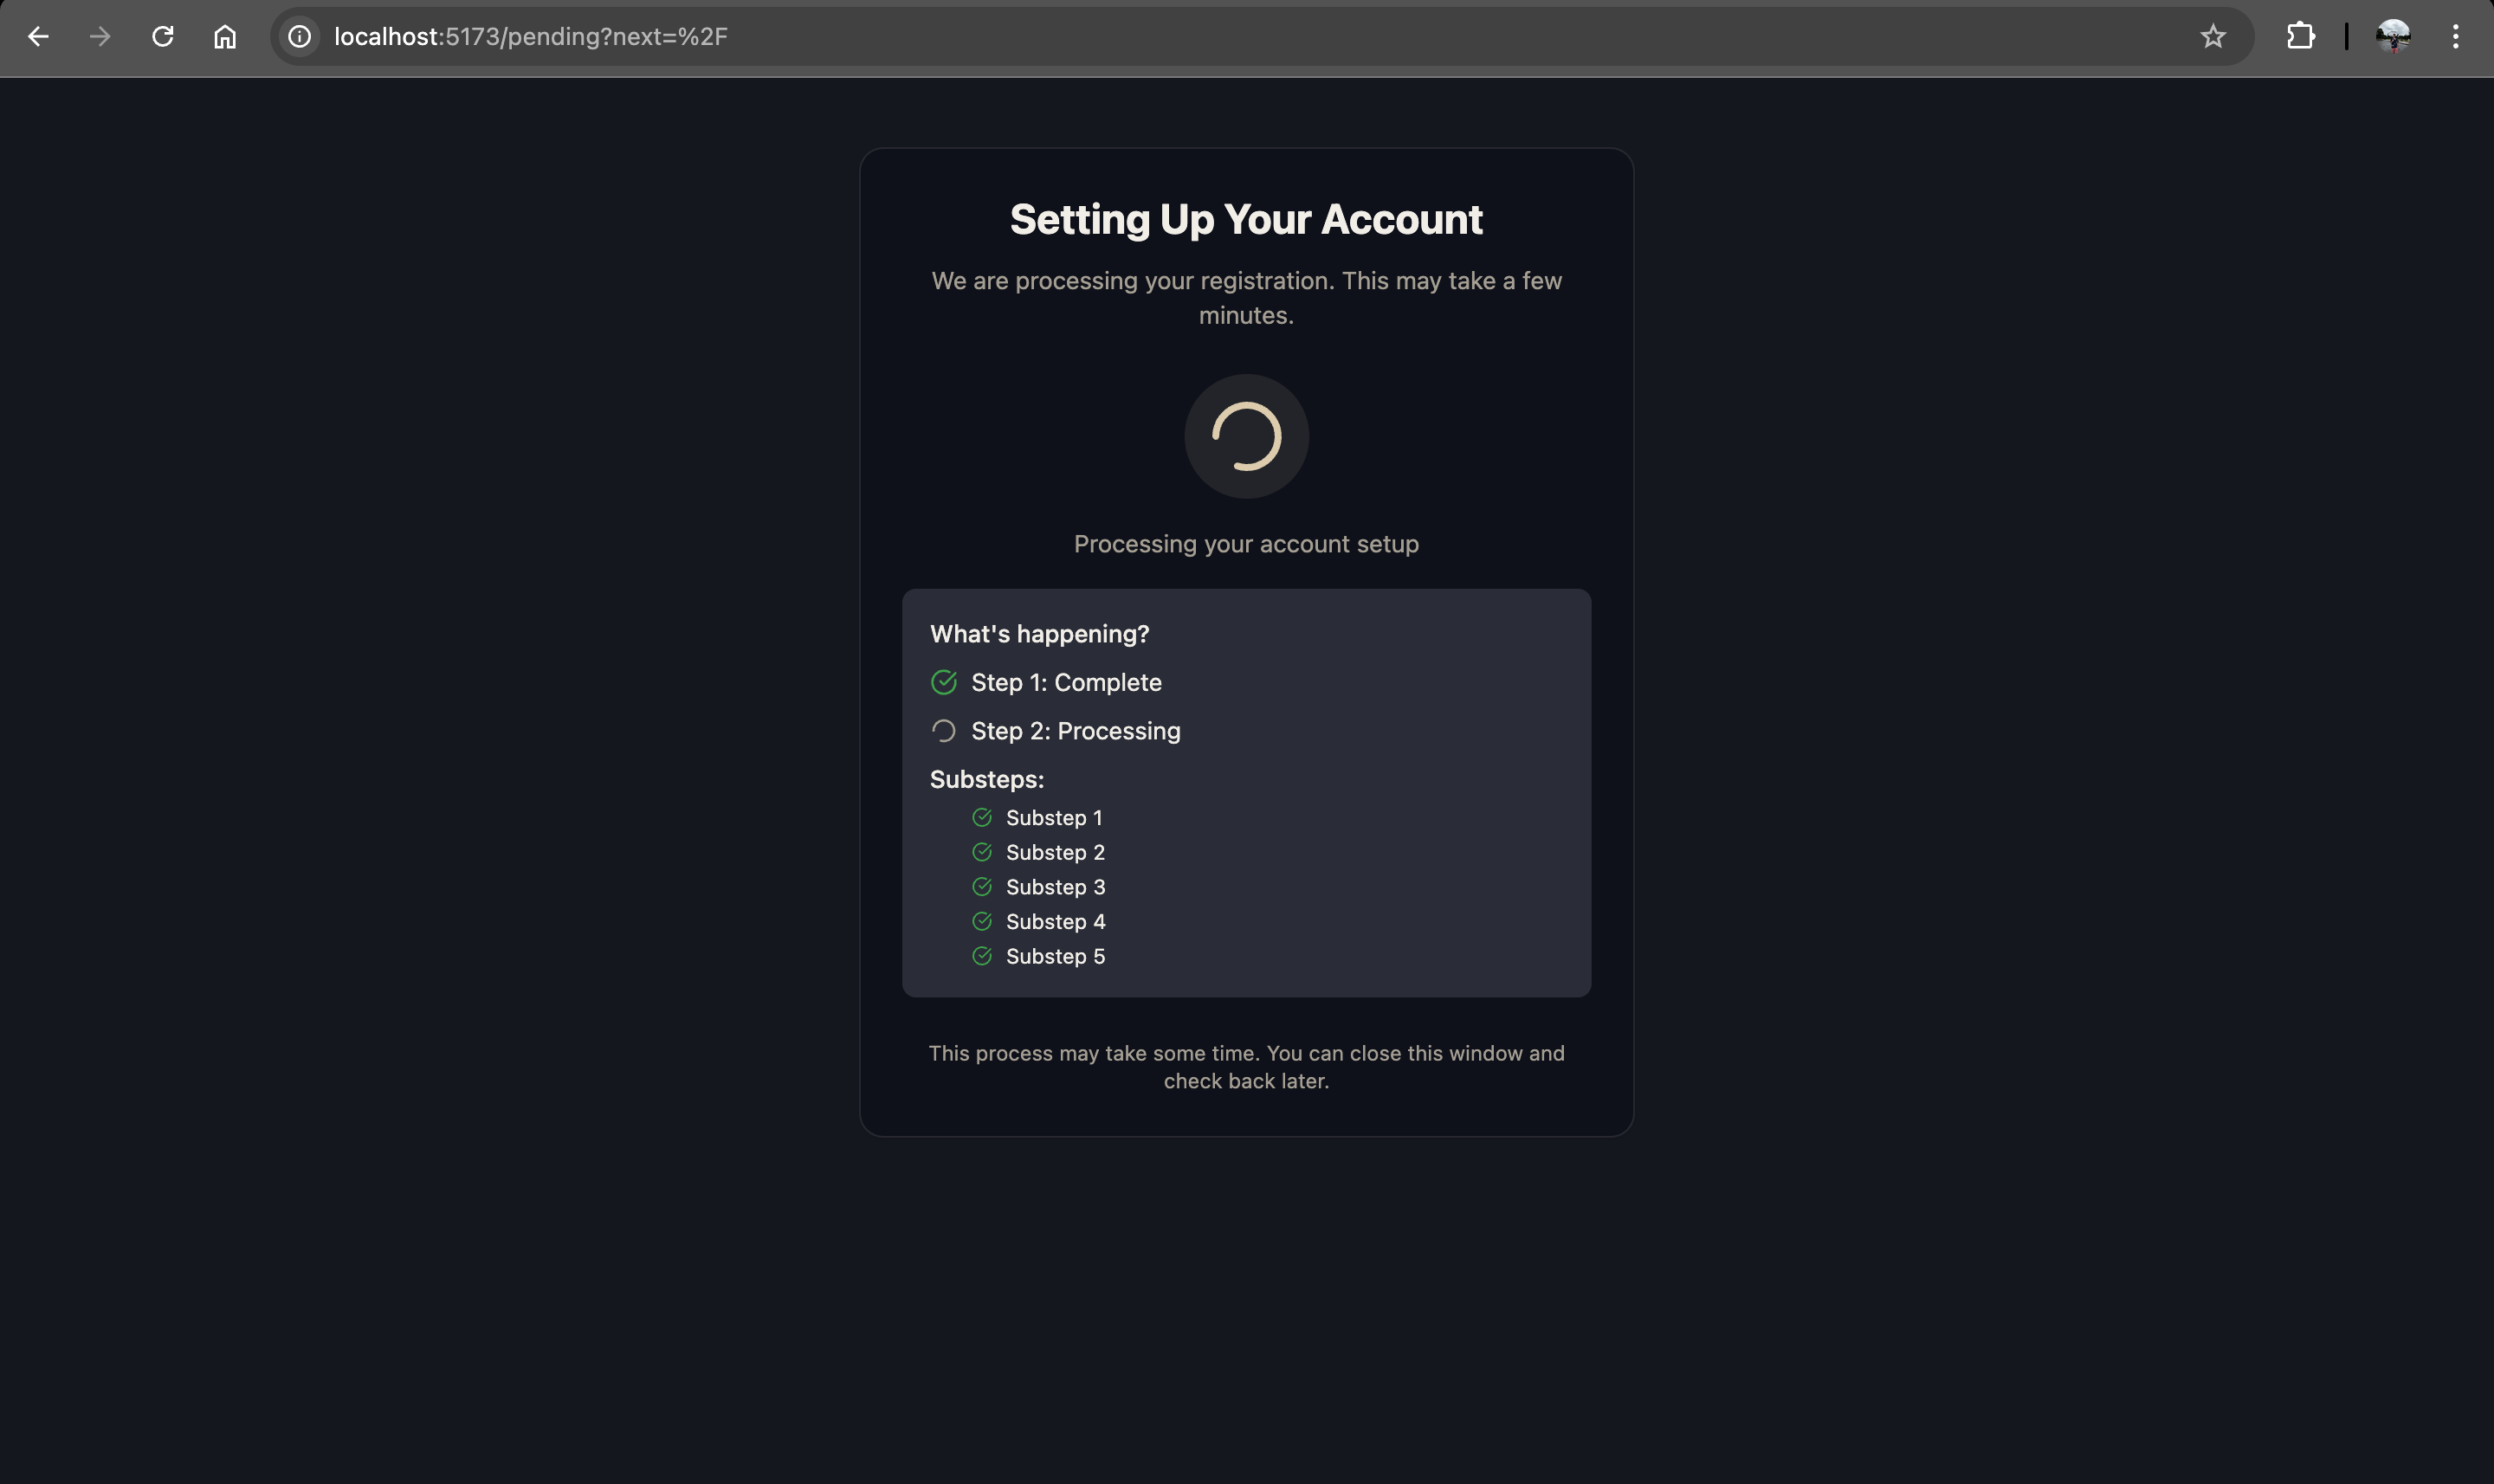 localhost:5173/pending?next=%2F
Setting Up Your Account
We are processing your registration. This may take a few
minutes.
Processing your account setup
What's happening?
Step 1: Complete
Step 2: Processing
Substeps:
Substep 1
Substep 2
Substep 3
Substep 4
Substep 5
This process may take some time. You can close this window and
check back later.